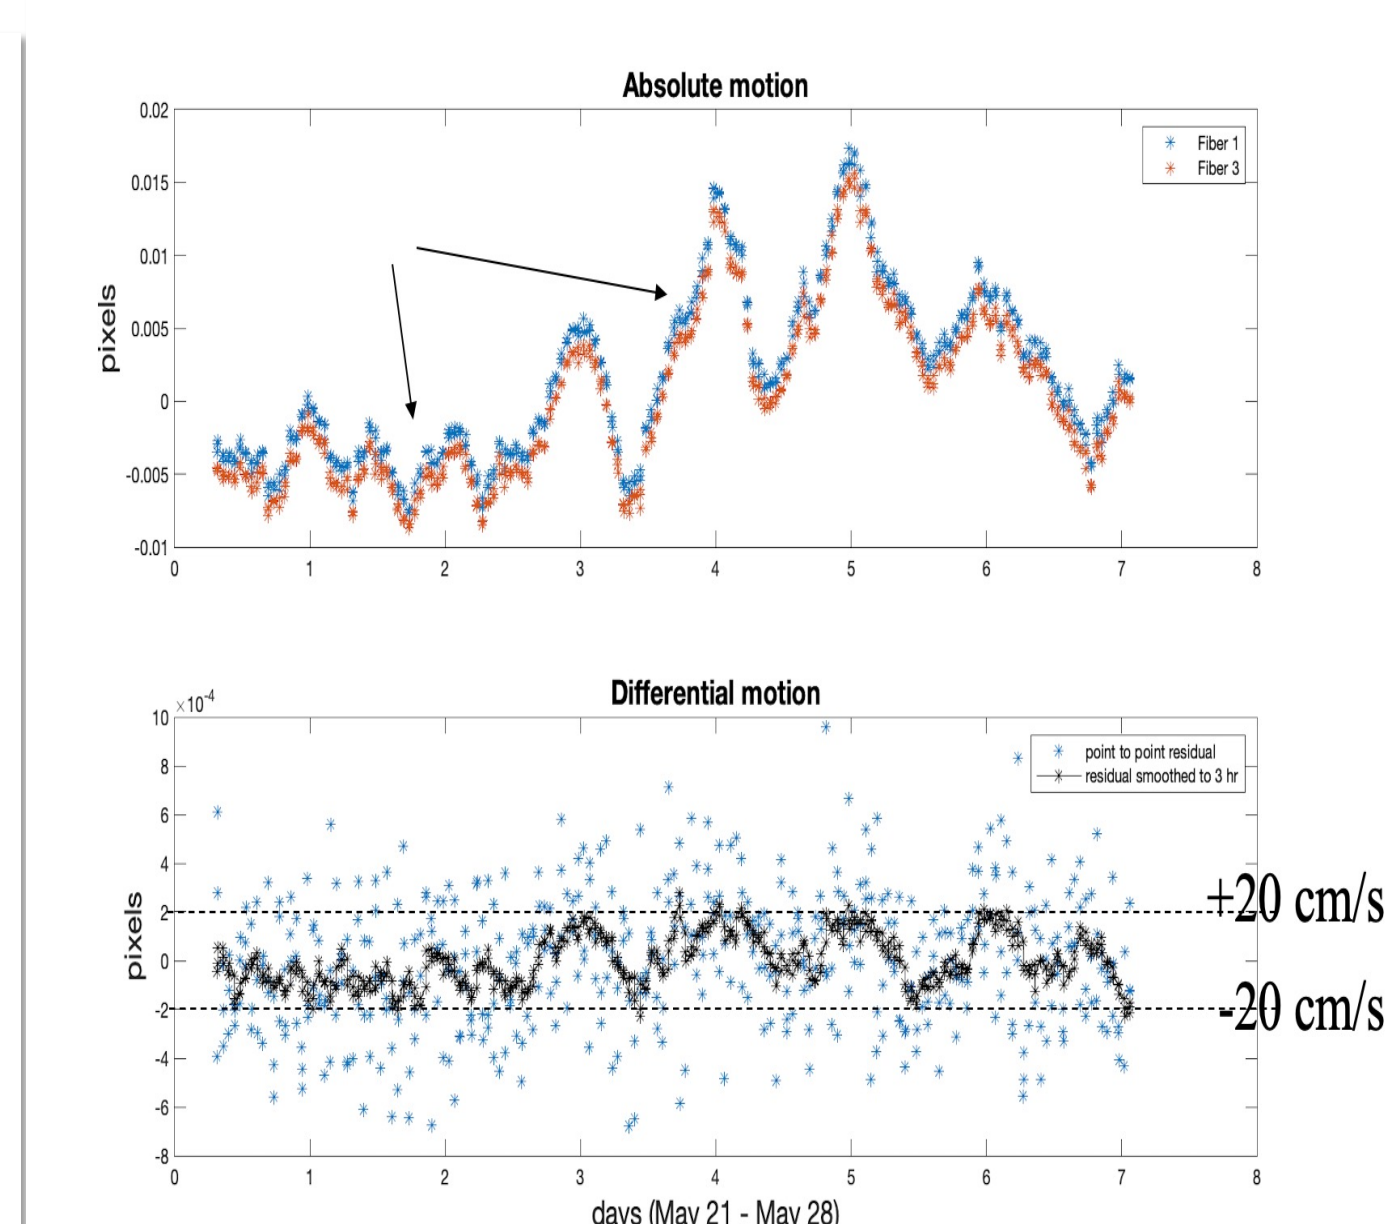 Absolute motion
0.02
0.015
0.01
0.005
0
-0.005
-0.01
pixels
Fiber 1
Fiber 3
0 1 2 3 4 5 6 7 8
Differential motion
×10-4
10
8
6
4
2
0
-2
-4
-6
-8
pixels
point to point residual
residual smoothed to 3 hr
+20 cm/s
-20 cm/s
0 1 2 3 4 5 6 7 8
days (May 21 - May 28)